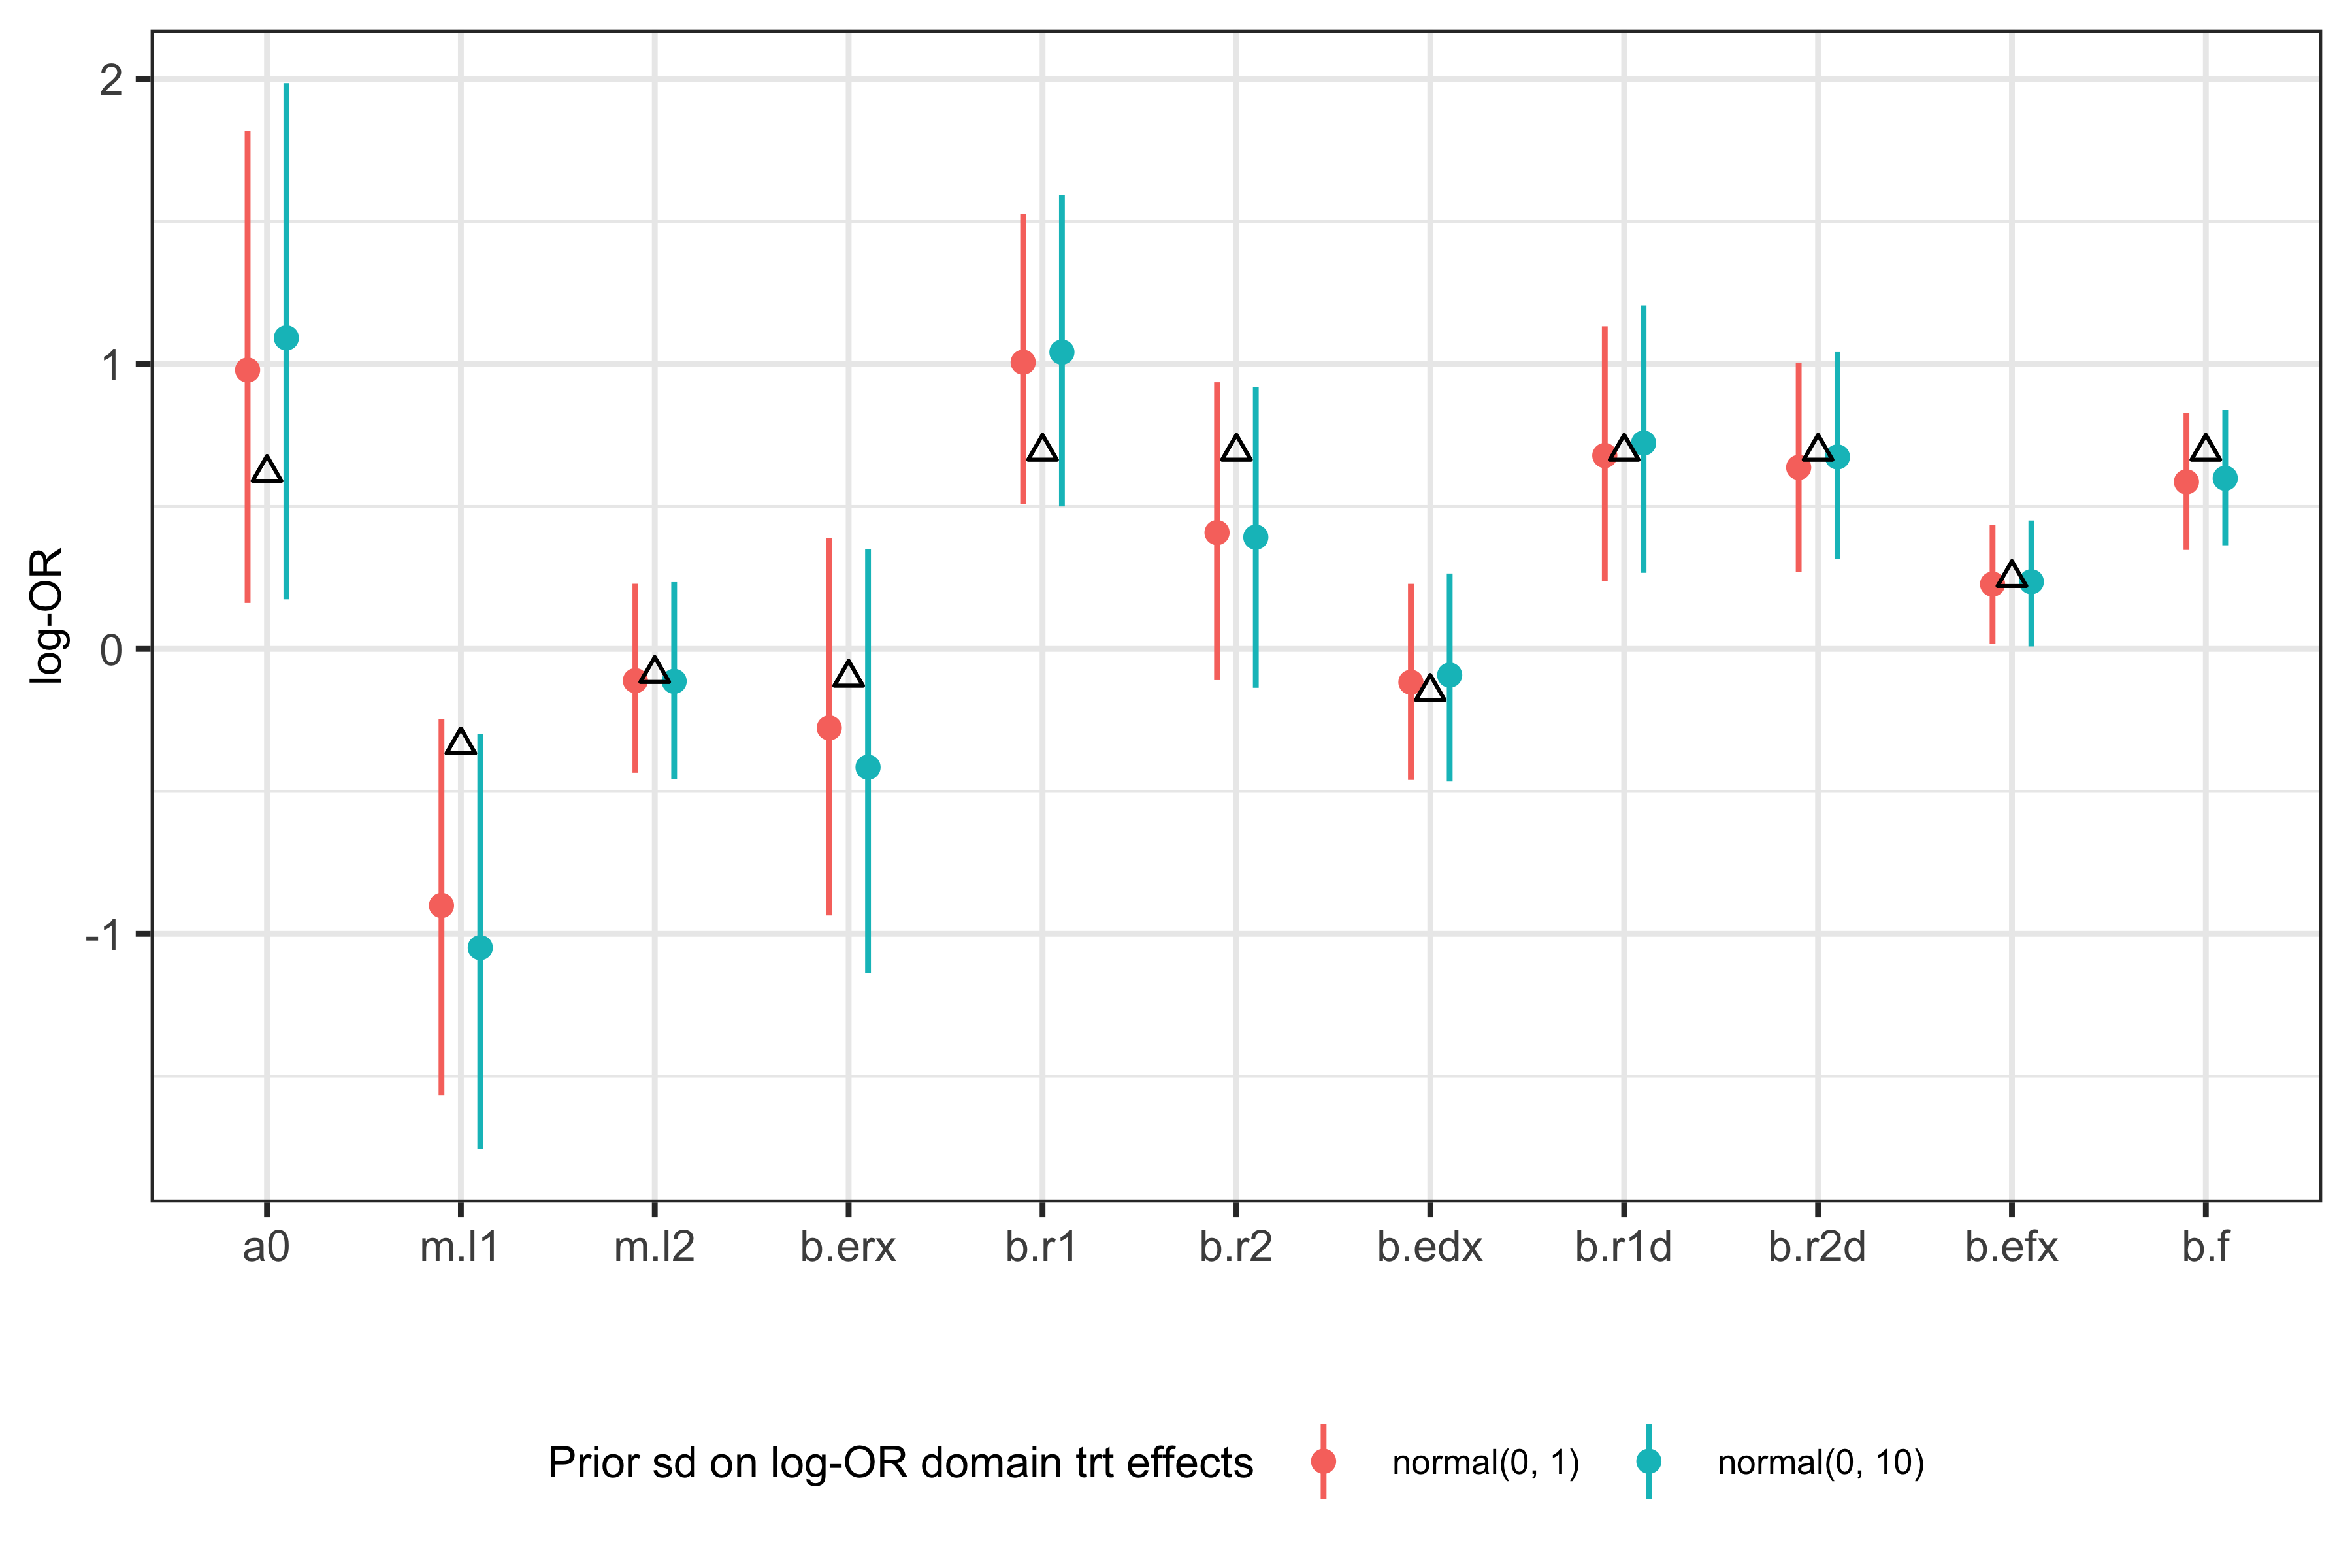 log-OR
2
1
0
-1
a0 m.l1 m.l2 b.erx b.r1 b.r2 b.edx b.r1d b.r2d b.efx b.f
Prior sd on log-OR domain trt effects normal(0, 1) normal(0, 10)